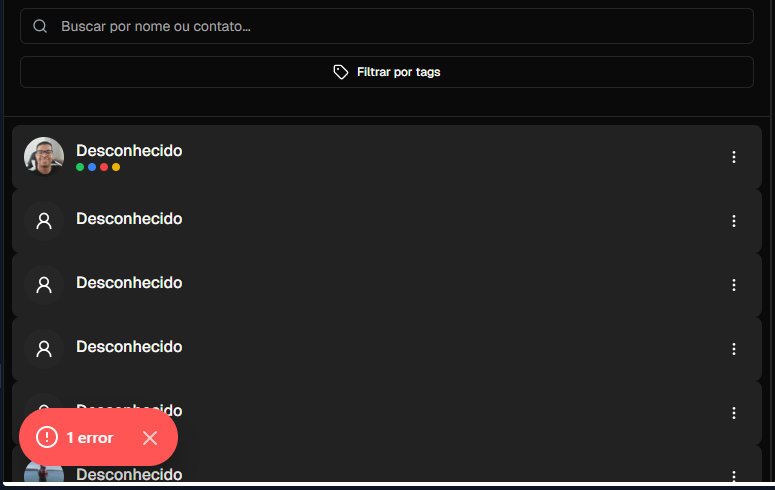 Buscar por nome ou contato...
Filtrar por tags
Desconhecido
Desconhecido
Desconhecido
Desconhecido
Desconhecido
1 error
Desconhecido